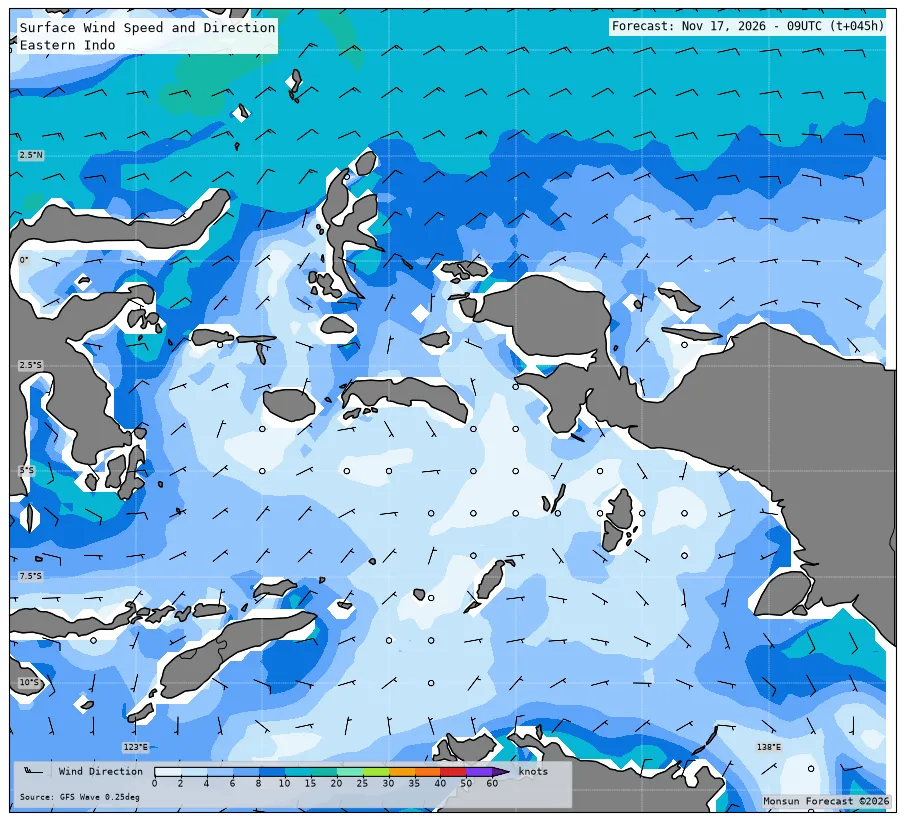 Surface Wind Speed and Direction
Eastern Indo
Forecast: Nov 17, 2026 - 09UTC (t+045h)
2.5°N
0°
2.5°S
5°S
7.5°S
10°S
123°E
138°E
Wind Direction
0 2 4 6 8 10 15 20 25 30 35 40 50 60
knots
Source: GFS Wave 0.25deg
Monsun Forecast ©2026